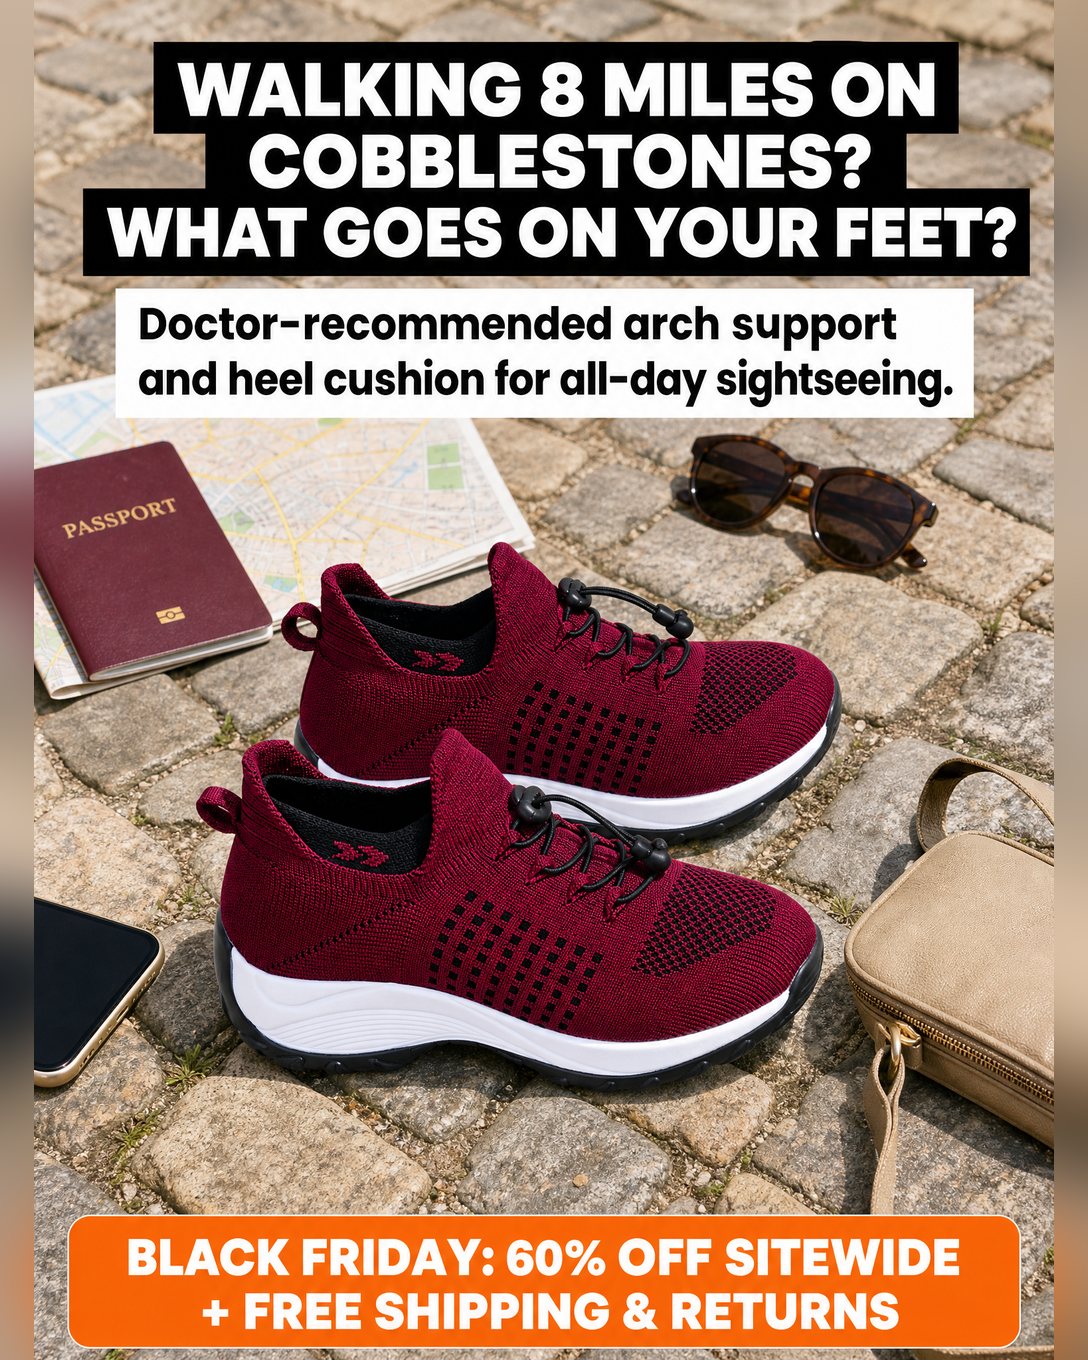 WALKING 8 MILES ON
COBBLESTONES?
WHAT GOES ON YOUR FEET?
Doctor-recommended arch support
and heel cushion for all-day sightseeing.
PASSPORT
BLACK FRIDAY: 60% OFF SITEWIDE
+ FREE SHIPPING & RETURNS